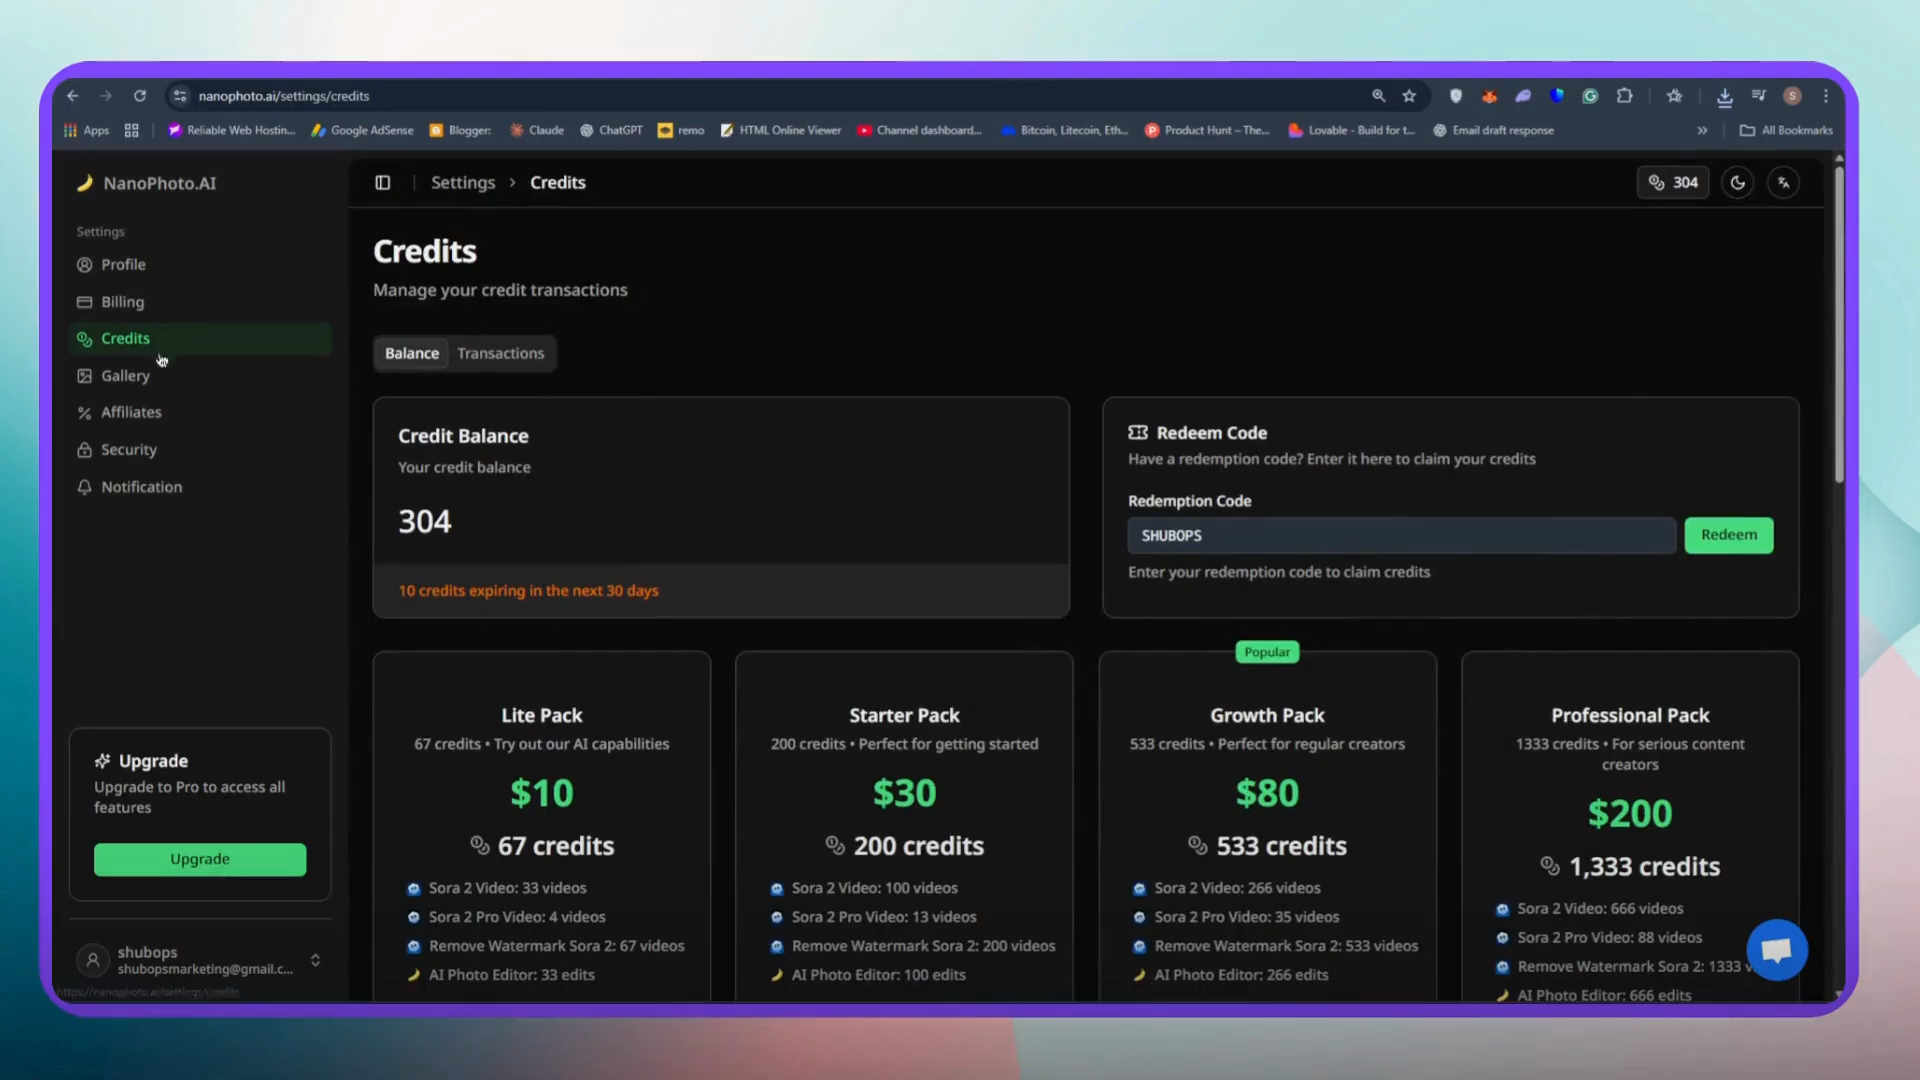 nanophoto.ai/settings/credits
Apps
Reliable Web Hostin...
Google AdSense
Blogger:
Claude
ChatGPT
remo
HTML Online Viewer
Channel dashboard...
Bitcoin, Litecoin, Eth...
Product Hunt – The...
Lovable - Build for t...
Email draft response
»
All Bookmarks
S
NanoPhoto.AI
Settings > Credits
304
Settings
Profile
Billing
Credits
Gallery
Affiliates
Security
Notification
Credits
Manage your credit transactions
Balance
Transactions
Credit Balance
Your credit balance
304
10 credits expiring in the next 30 days
Redeem Code
Have a redemption code? Enter it here to claim your credits
Redemption Code
SHUBOPS
Redeem
Enter your redemption code to claim credits
Lite Pack
67 credits • Try out our AI capabilities
$10
67 credits
Sora 2 Video: 33 videos
Sora 2 Pro Video: 4 videos
Remove Watermark Sora 2: 67 videos
AI Photo Editor: 33 edits
Starter Pack
200 credits • Perfect for getting started
$30
200 credits
Sora 2 Video: 100 videos
Sora 2 Pro Video: 13 videos
Remove Watermark Sora 2: 200 videos
AI Photo Editor: 100 edits
Popular
Growth Pack
533 credits • Perfect for regular creators
$80
533 credits
Sora 2 Video: 266 videos
Sora 2 Pro Video: 35 videos
Remove Watermark Sora 2: 533 videos
AI Photo Editor: 266 edits
Professional Pack
1333 credits • For serious content
creators
$200
1,333 credits
Sora 2 Video: 666 videos
Sora 2 Pro Video: 88 videos
Remove Watermark Sora 2: 1333 v
AI Photo Editor: 666 edits
Upgrade
Upgrade to Pro to access all
features
Upgrade
shubops
shubopsmarketing@gmail.c...
https://nanophoto.ai/settings/credits